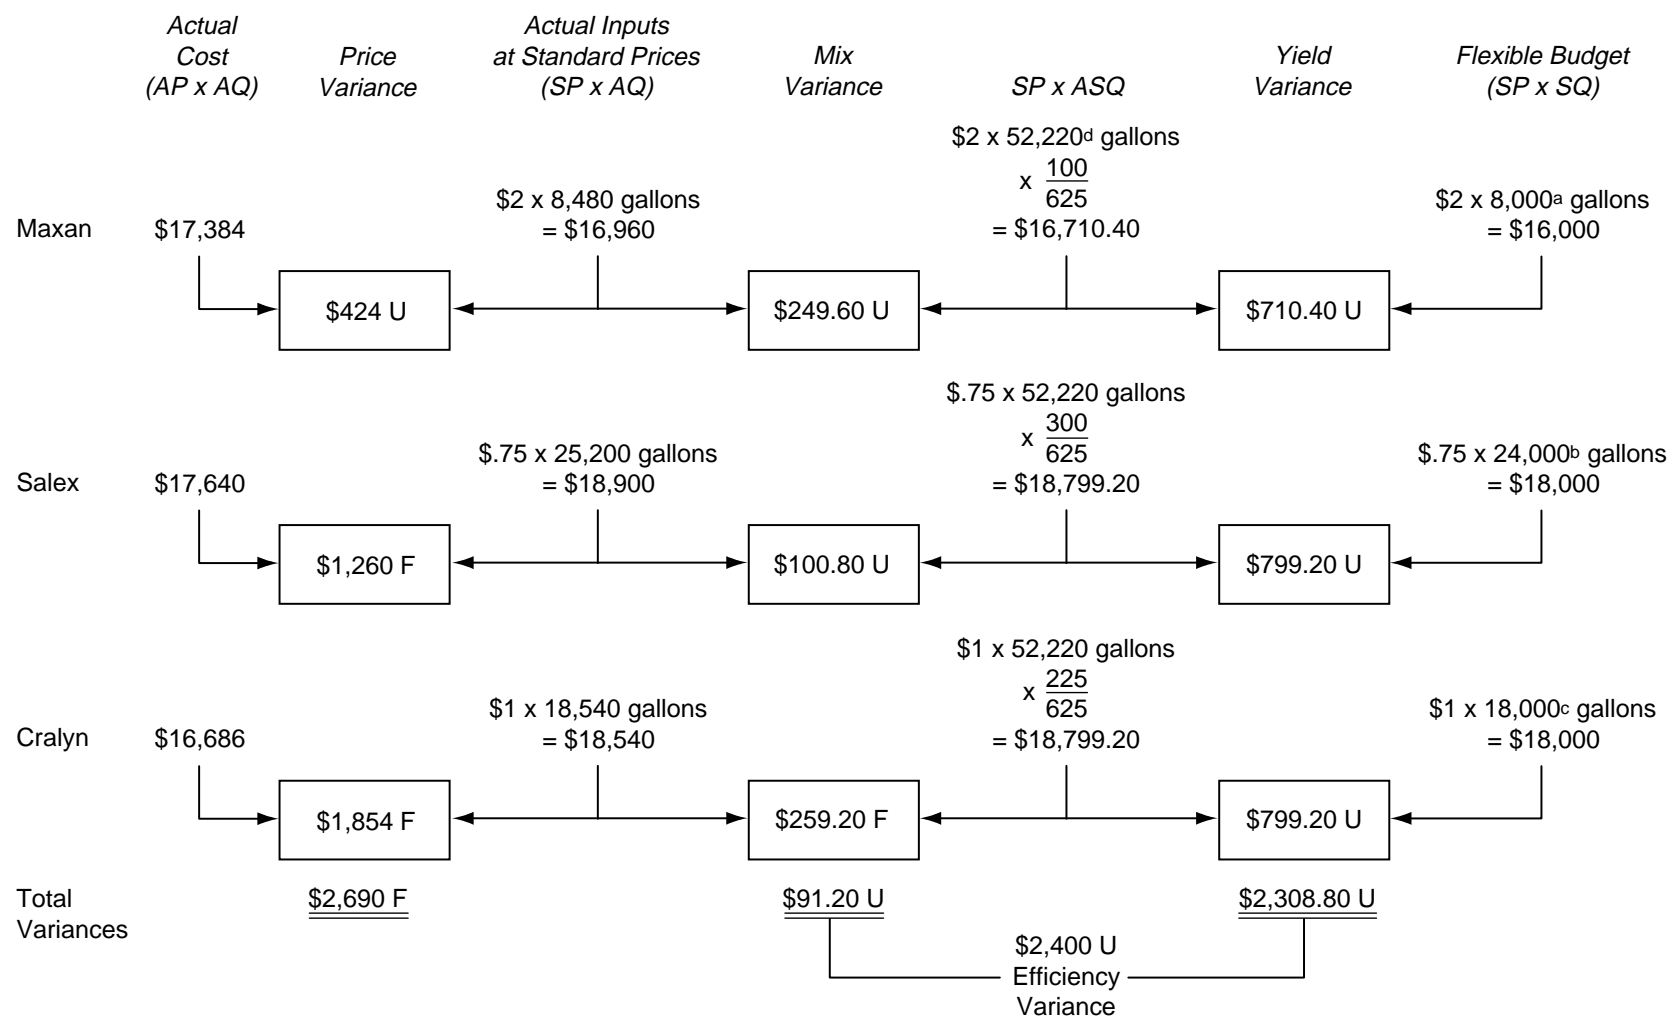 Actual
Cost
(AP x AQ)
Price
Variance
Actual Inputs
at Standard Prices
(SP x AQ)
Mix
Variance
SP x ASQ
Yield
Variance
Flexible Budget
(SP x SQ)
Maxan
$17,384
$424 U
$2 x 8,480 gallons
= $16,960
$249.60 U
$2 x 52,220d gallons
x 100
625
= $16,710.40
$710.40 U
$2 x 8,000a gallons
= $16,000
Salex
$17,640
$1,260 F
$.75 x 25,200 gallons
= $18,900
$100.80 U
$.75 x 52,220 gallons
x 300
625
= $18,799.20
$799.20 U
$.75 x 24,000b gallons
= $18,000
Cralyn
$16,686
$1,854 F
$1 x 18,540 gallons
= $18,540
$259.20 F
$1 x 52,220 gallons
x 225
625
= $18,799.20
$799.20 U
$1 x 18,000c gallons
= $18,000
Total
Variances
$2,690 F
$91.20 U
$2,308.80 U
$2,400 U
Efficiency
Variance